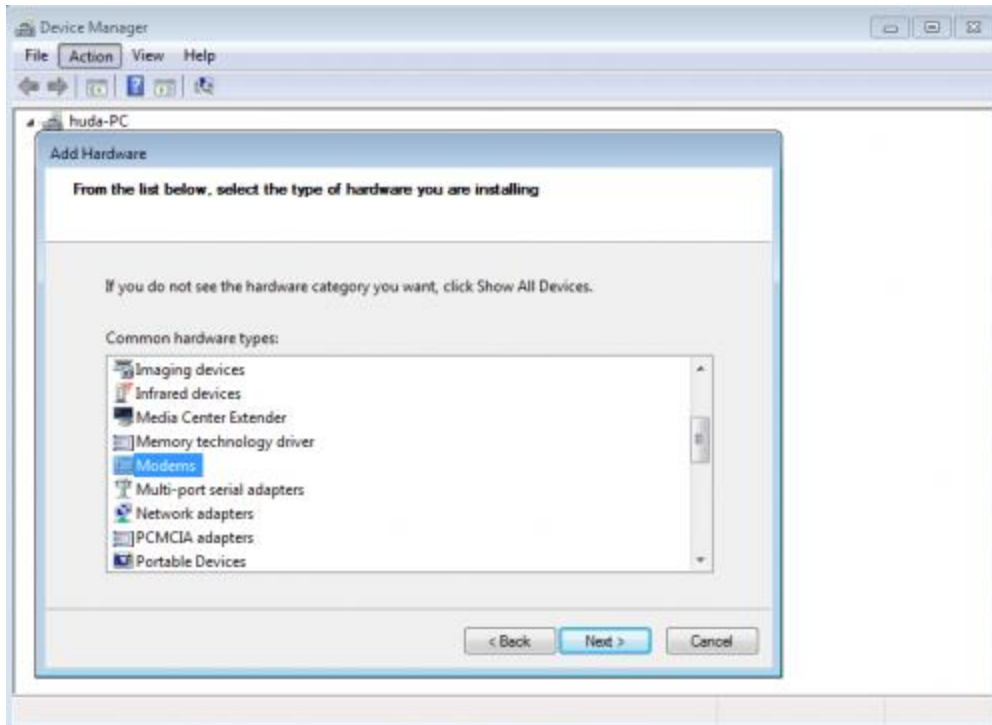 Device Manager
File Action View Help
huda-PC
Add Hardware
From the list below, select the type of hardware you are installing
If you do not see the hardware category you want, click Show All Devices.
Common hardware types:
Imaging devices
Infrared devices
Media Center Extender
Memory technology driver
Modems
Multi-port serial adapters
Network adapters
PCMCIA adapters
Portable Devices
< Back Next > Cancel